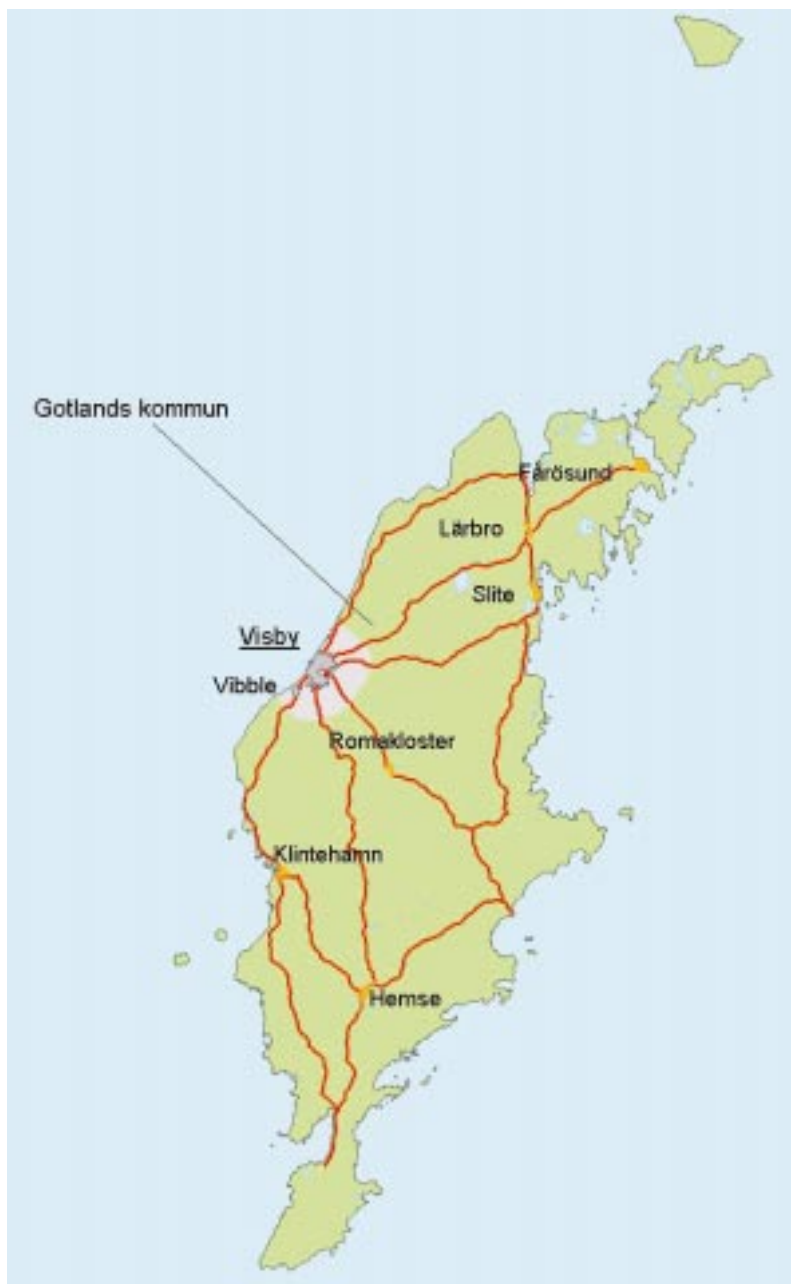 Gotlands kommun
Fårösund
Lärbro
Slite
Visby
Vibble
Romakloster
Klintehamn
Hemse